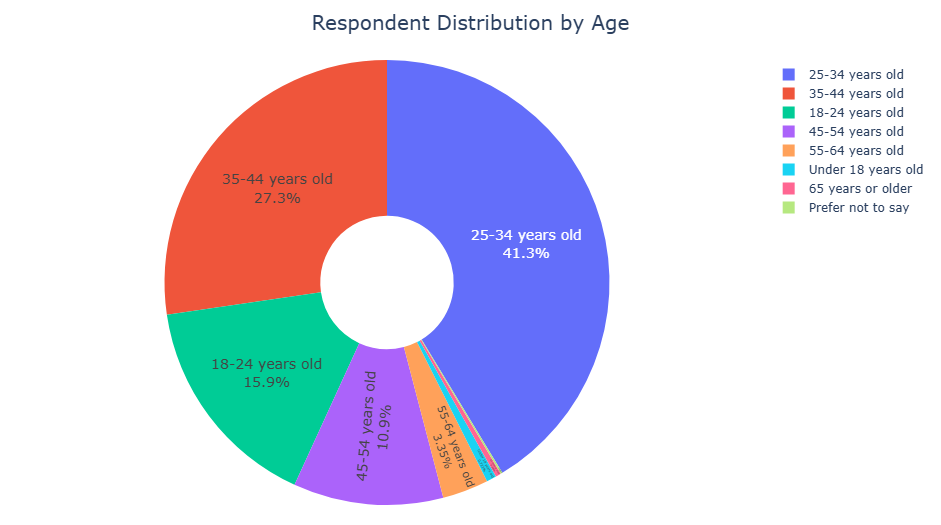 Respondent Distribution by Age
25-34 years old
41.3%
35-44 years old
27.3%
18-24 years old
15.9%
45-54 years old
10.9%
55-64 years old
3.35%
25-34 years old
35-44 years old
18-24 years old
45-54 years old
55-64 years old
Under 18 years old
65 years or older
Prefer not to say